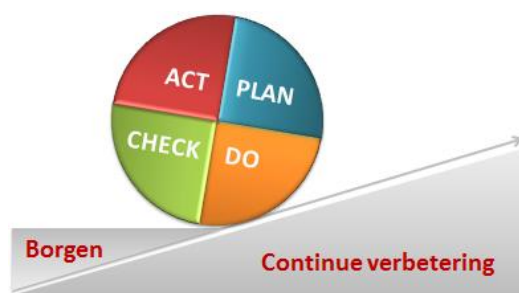 ACT
PLAN
CHECK
DO
Borgen
Continue verbetering